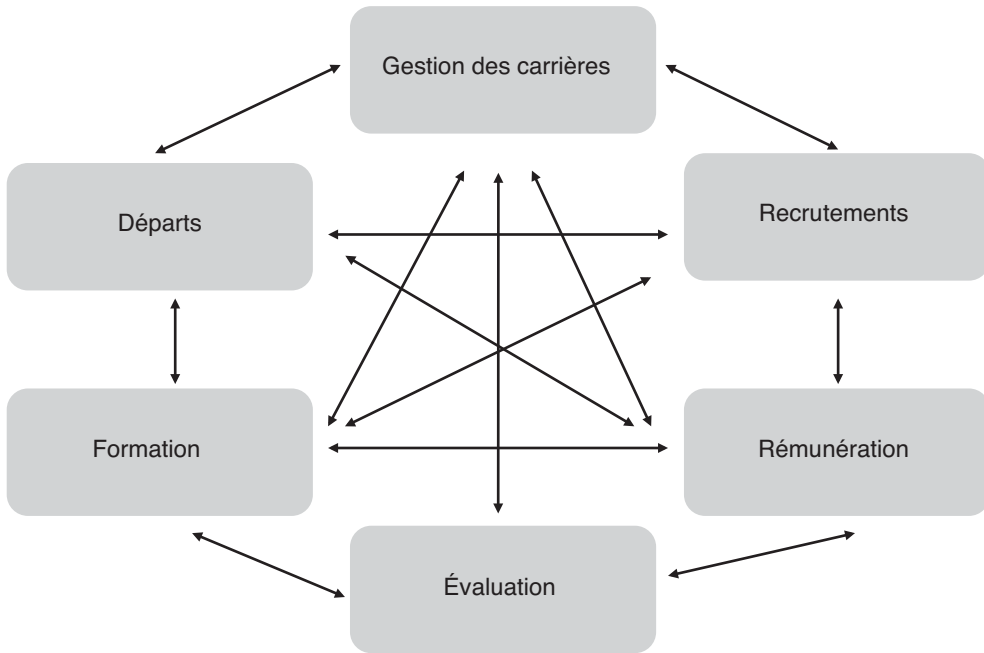 Gestion des carrières
Départs
Recrutements
Formation
Rémunération
Évaluation